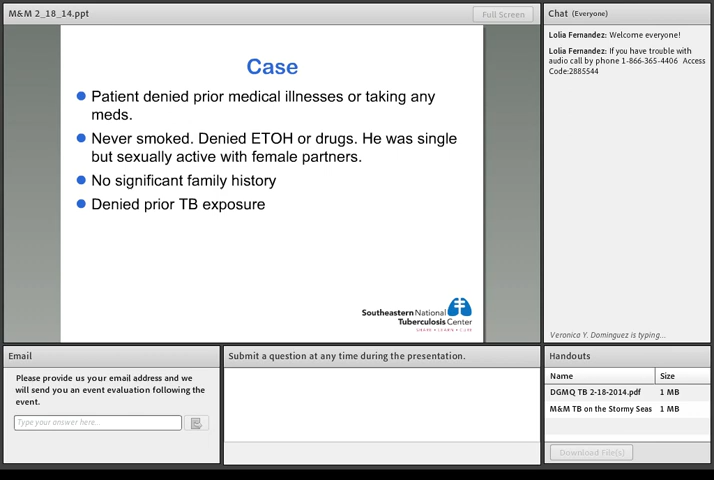 M&M 2_18_14.ppt
Full Screen
Case
Patient denied prior medical illnesses or taking any
meds.
Never smoked. Denied ETOH or drugs. He was single
but sexually active with female partners.
No significant family history
Denied prior TB exposure
Southeastern National
Tuberculosis Center
Chat (Everyone)
Lolia Fernandez: Welcome everyone!
Lolia Fernandez: If you have trouble with
audio call by phone 1-866-365-4406 Access
Code:2885544
Veronica Y. Dominguez is typing...
Email
Please provide us your email address and we
will send you an event evaluation following the
event.
Type your answer here...
Submit a question at any time during the presentation.
Handouts
Name Size
DGMQ TB 2-18-2014.pdf 1 MB
M&M TB on the Stormy Seas 1 MB
Download File(s)